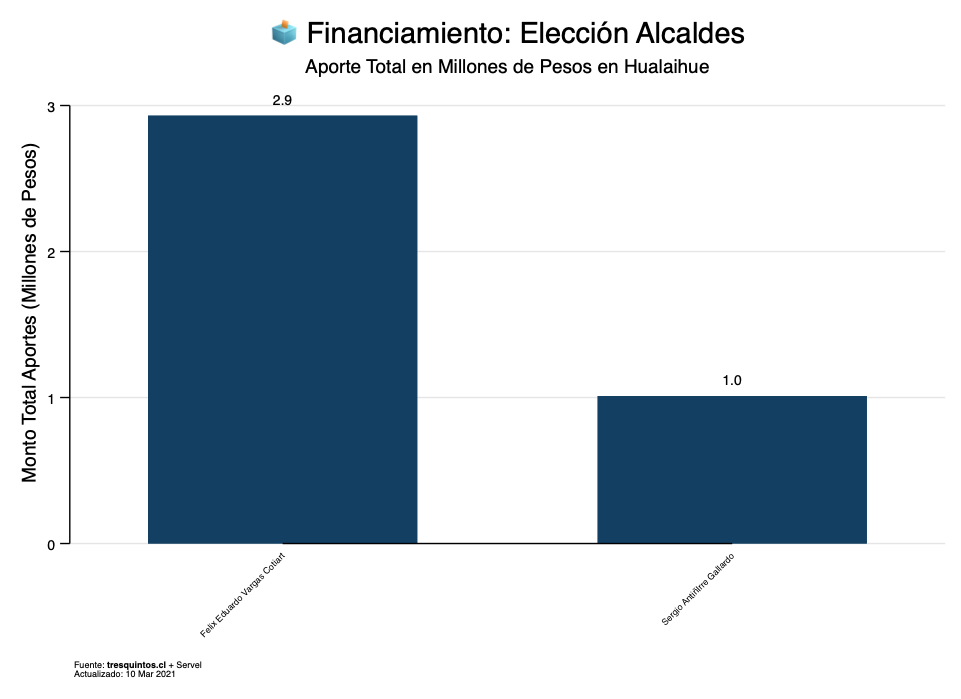 Financiamiento: Elección Alcaldes
Aporte Total en Millones de Pesos en Hualaihue
Monto Total Aportes (Millones de Pesos)
3
2
1
0
2.9
1.0
Felix Eduardo Vargas Cotiart
Sergio Antiñirre Gallardo
Fuente: tresquintos.cl + Servel
Actualizado: 10 Mar 2021